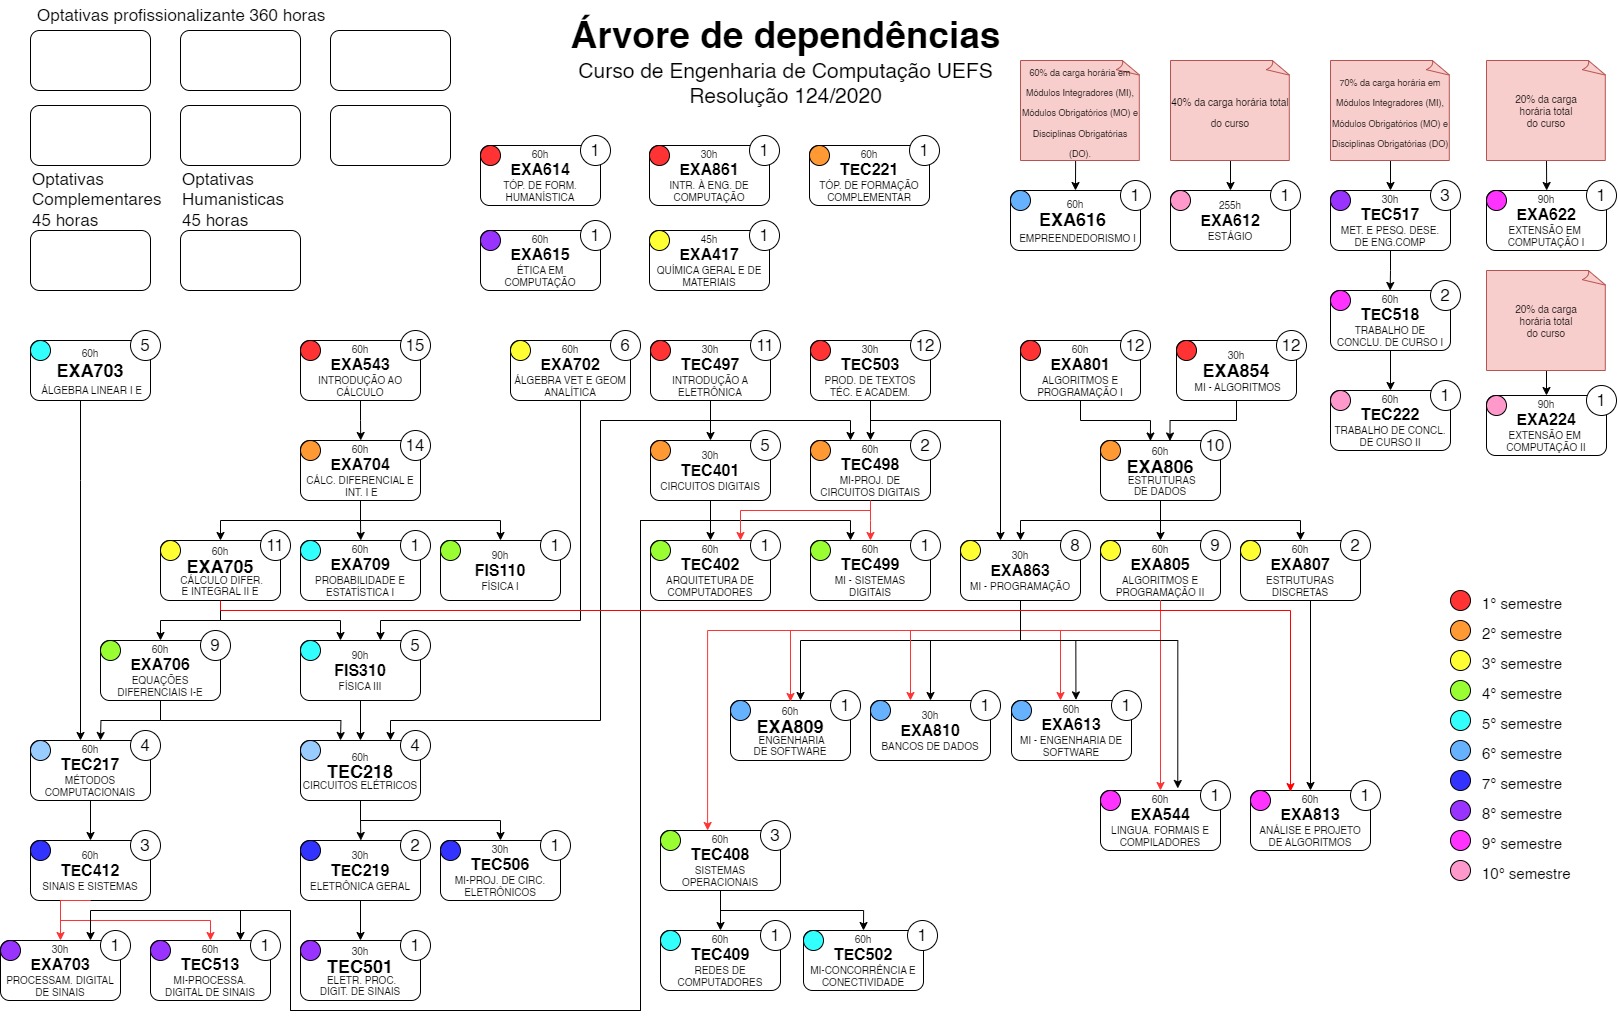 Optativas profissionalizante 360 horas
Árvore de dependências
Curso de Engenharia de Computação UEFS
Resolução 124/2020
Optativas
Complementares
45 horas
Optativas
Humanisticas
45 horas
60h
EXA614
TÓP. DE FORM.
HUMANÍSTICA
1
30h
EXA861
INTR. À ENG. DE
COMPUTAÇÃO
1
60h
TEC221
TÓP. DE FORMAÇÃO
COMPLEMENTAR
1
60h
EXA615
ÉTICA EM
COMPUTAÇÃO
1
45h
EXA417
QUÍMICA GERAL E DE
MATERIAIS
1
60% da carga horária em
Módulos Integradores (MI),
Módulos Obrigatórios (MO) e
Disciplinas Obrigatórias
(DO).
40% da carga horária total
do curso
70% da carga horária em
Módulos Integradores (MI),
Módulos Obrigatórios (MO) e
Disciplinas Obrigatórias (DO)
20% da carga
horária total
do curso
60h
EXA616
EMPREENDEDORISMO I
1
255h
EXA612
ESTÁGIO
1
30h
TEC517
MET. E PESQ. DESE.
DE ENG.COMP
3
90h
EXA622
EXTENSÃO EM
COMPUTAÇÃO I
1
60h
TEC518
TRABALHO DE
CONCLU. DE CURSO I
2
20% da carga
horária total
do curso
60h
TEC222
TRABALHO DE CONCL.
DE CURSO II
1
90h
EXA224
EXTENSÃO EM
COMPUTAÇÃO II
1
60h
EXA703
ÁLGEBRA LINEAR I E
5
60h
EXA543
INTRODUÇÃO AO
CÁLCULO
15
60h
EXA702
ÁLGEBRA VET E GEOM
ANALÍTICA
6
30h
TEC497
INTRODUÇÃO A
ELETRÔNICA
11
30h
TEC503
PROD. DE TEXTOS
TÉC. E ACADEM.
12
60h
EXA801
ALGORITMOS E
PROGRAMAÇÃO I
12
30h
EXA854
MI - ALGORITMOS
12
60h
EXA704
CÁLC. DIFERENCIAL E
INT. I E
14
30h
TEC401
CIRCUITOS DIGITAIS
5
60h
TEC498
MI-PROJ. DE
CIRCUITOS DIGITAIS
2
60h
EXA806
ESTRUTURAS
DE DADOS
10
60h
EXA705
CÁLCULO DIFER.
E INTEGRAL II E
11
60h
EXA709
PROBABILIDADE E
ESTATÍSTICA I
1
90h
FIS110
FÍSICA I
1
60h
TEC402
ARQUITETURA DE
COMPUTADORES
1
60h
TEC499
MI - SISTEMAS
DIGITAIS
1
30h
EXA863
MI - PROGRAMAÇÃO
8
60h
EXA805
ALGORITMOS E
PROGRAMAÇÃO II
9
60h
EXA807
ESTRUTURAS
DISCRETAS
2
60h
EXA706
EQUAÇÕES
DIFERENCIAIS I-E
9
90h
FIS310
FÍSICA III
5
60h
EXA809
ENGENHARIA
DE SOFTWARE
1
30h
EXA810
BANCOS DE DADOS
1
60h
EXA613
MI - ENGENHARIA DE
SOFTWARE
1
60h
TEC217
MÉTODOS
COMPUTACIONAIS
4
60h
TEC218
CIRCUITOS ELÉTRICOS
4
60h
EXA544
LINGUA. FORMAIS E
COMPILADORES
1
60h
EXA813
ANÁLISE E PROJETO
DE ALGORITMOS
1
60h
TEC412
SINAIS E SISTEMAS
3
30h
TEC219
ELETRÔNICA GERAL
2
30h
TEC506
MI-PROJ. DE CIRC.
ELETRÔNICOS
1
60h
TEC408
SISTEMAS
OPERACIONAIS
3
30h
EXA703
PROCESSAM. DIGITAL
DE SINAIS
1
60h
TEC513
MI-PROCESSA.
DIGITAL DE SINAIS
1
30h
TEC501
ELETR. PROC.
DIGIT. DE SINAIS
1
60h
TEC409
REDES DE
COMPUTADORES
1
60h
TEC502
MI-CONCORRÊNCIA E
CONECTIVIDADE
1
1° semestre
2° semestre
3° semestre
4° semestre
5° semestre
6° semestre
7° semestre
8° semestre
9° semestre
10° semestre